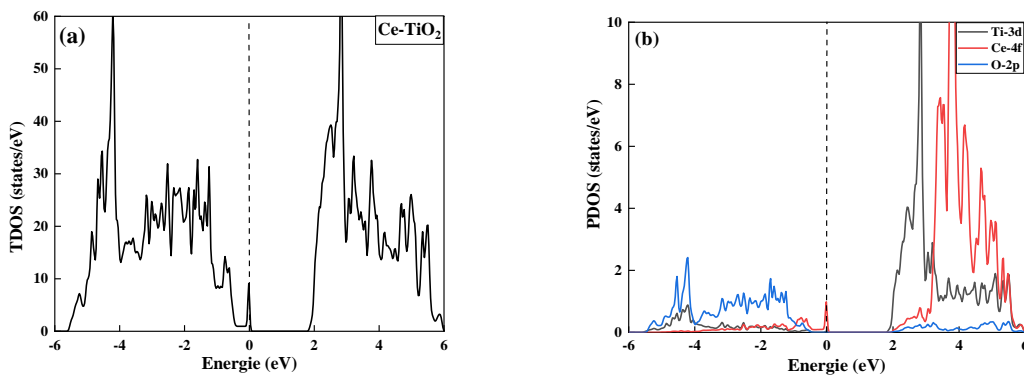 (a)
Ce-TiO2
TDOS (states/eV)
60
50
40
30
20
10
0
-6
-4
-2
0
2
4
6
Energie (eV)
(b)
Ti-3d
Ce-4f
O-2p
PDOS (states/eV)
10
8
6
4
2
0
-6
-4
-2
0
2
4
6
Energie (eV)